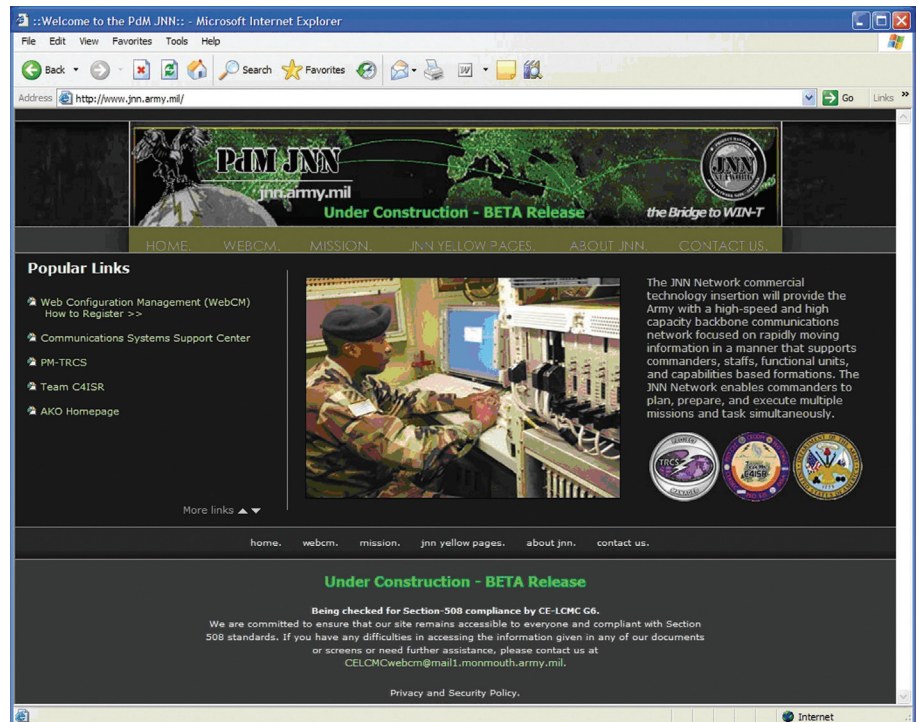 ::Welcome to the PdM JNN:: - Microsoft Internet Explorer
File Edit View Favorites Tools Help
Back Search Favorites
Address http://www.jnn.army.mil/ Go Links »
PdM JNN
jnn.army.mil
Under Construction - BETA Release
the Bridge to WIN-T
JNN
NETWORK
HOME. WEBCM. MISSION. JNN YELLOW PAGES. ABOUT JNN. CONTACT US.
Popular Links
Web Configuration Management (WebCM)
How to Register >>
Communications Systems Support Center
PM-TRCS
Team C4ISR
AKO Homepage
More links
The JNN Network commercial
technology insertion will provide the
Army with a high-speed and high
capacity backbone communications
network focused on rapidly moving
information in a manner that supports
commanders, staffs, functional units,
and capabilities based formations. The
JNN Network enables commanders to
plan, prepare, and execute multiple
missions and task simultaneously.
PROJECT
TRCS
MANAGER
C4ISR
home. webcm. mission. jnn yellow pages. about jnn. contact us.
Under Construction - BETA Release
Being checked for Section-508 compliance by CE-LCMC G6.
We are committed to ensure that our site remains accessible to everyone and compliant with Section
508 standards. If you have any difficulties in accessing the information given in any of our documents
or screens or need further assistance, please contact us at
CELCMCwebcm@mail1.monmouth.army.mil.
Privacy and Security Policy.
Internet